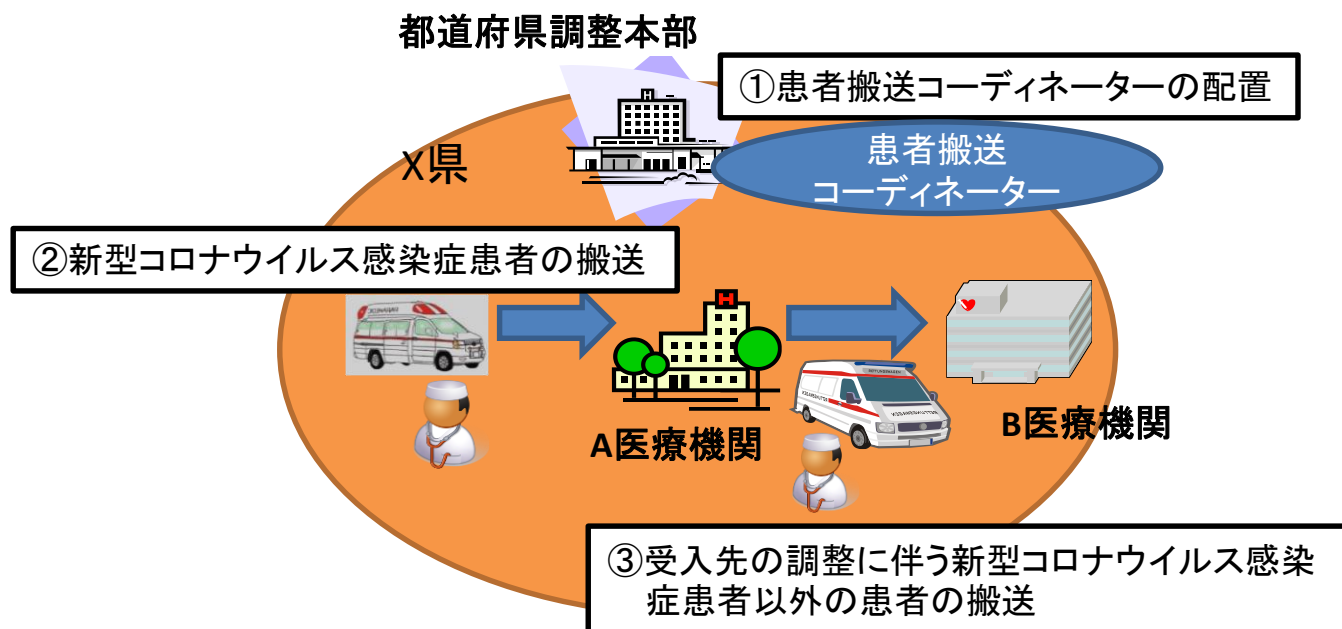 都道府県調整本部
①患者搬送コーディネーターの配置
患者搬送
コーディネーター
X県
②新型コロナウイルス感染症患者の搬送
H
A医療機関
B医療機関
③受入先の調整に伴う新型コロナウイルス感染
症患者以外の患者の搬送